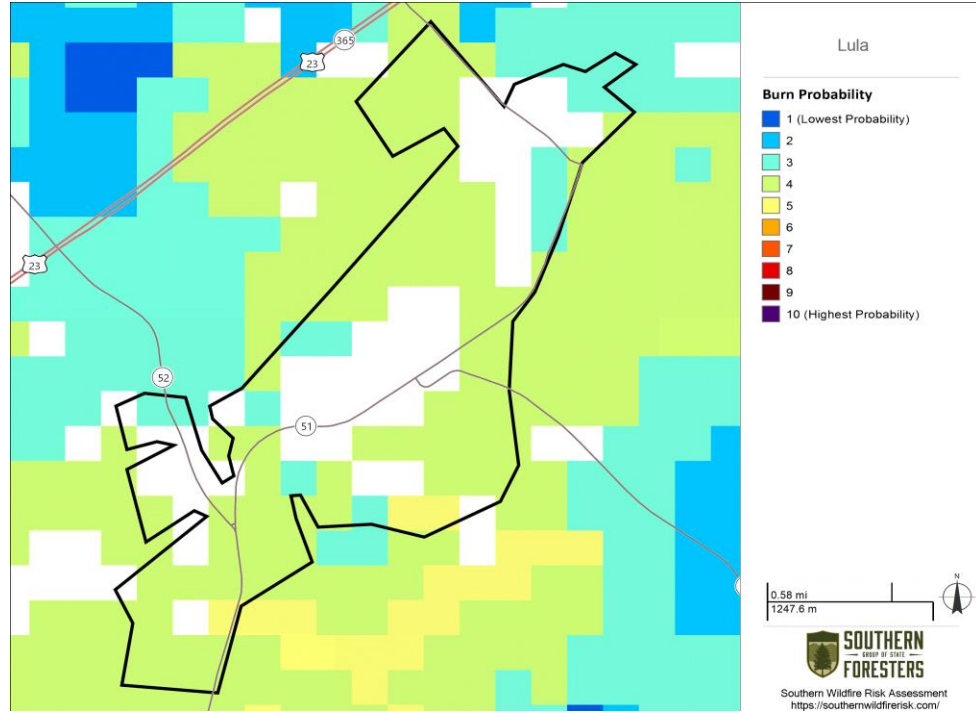 365
23
23
52
51
Lula
Burn Probability
1 (Lowest Probability)
2
3
4
5
6
7
8
9
10 (Highest Probability)
0.58 mi
1247.6 m
N
SOUTHERN
GROUP OF STATE
FORESTERS
Southern Wildfire Risk Assessment
https://southernwildfirerisk.com/